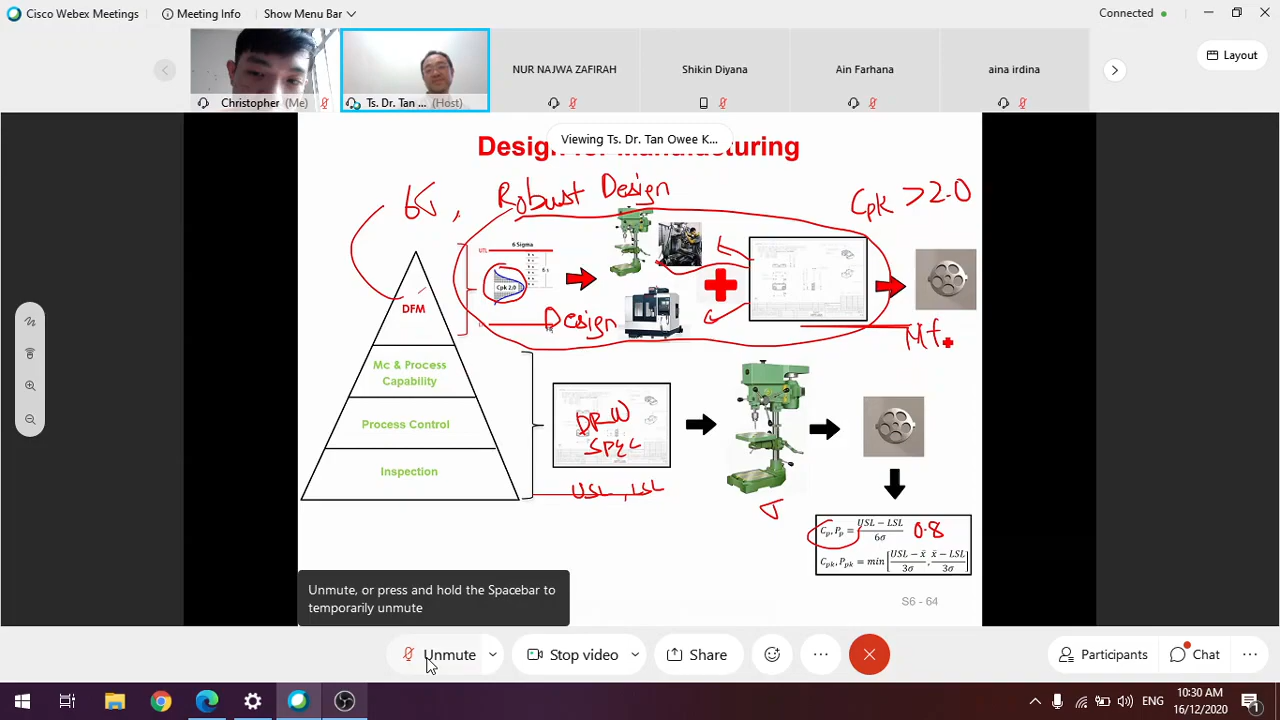 Cisco Webex Meetings
Meeting Info
Show Menu Bar
Connected
Christopher (Me)
Ts. Dr. Tan ... (Host)
NUR NAJWA ZAFIRAH
Shikin Diyana
Ain Farhana
aina irdina
Layout
Viewing Ts. Dr. Tan Owee K...
Design for Manufacturing
6σ, Robust Design
Cpk >2.0
6 Sigma
UTL
Cpk 2.0
Design
DFM
Mf
Mc & Process
Capability
Process Control
Inspection
DRW
SPEC
USL, LSL
σ
Cp, Pp = USL − LSL / 6σ
0.8
Cpk, Ppk = min [USL − x̄ / 3σ, x̄ − LSL / 3σ]
S6 - 64
Unmute, or press and hold the Spacebar to
temporarily unmute
Unmute
Stop video
Share
Participants
Chat
ENG
10:30 AM
16/12/2020
1